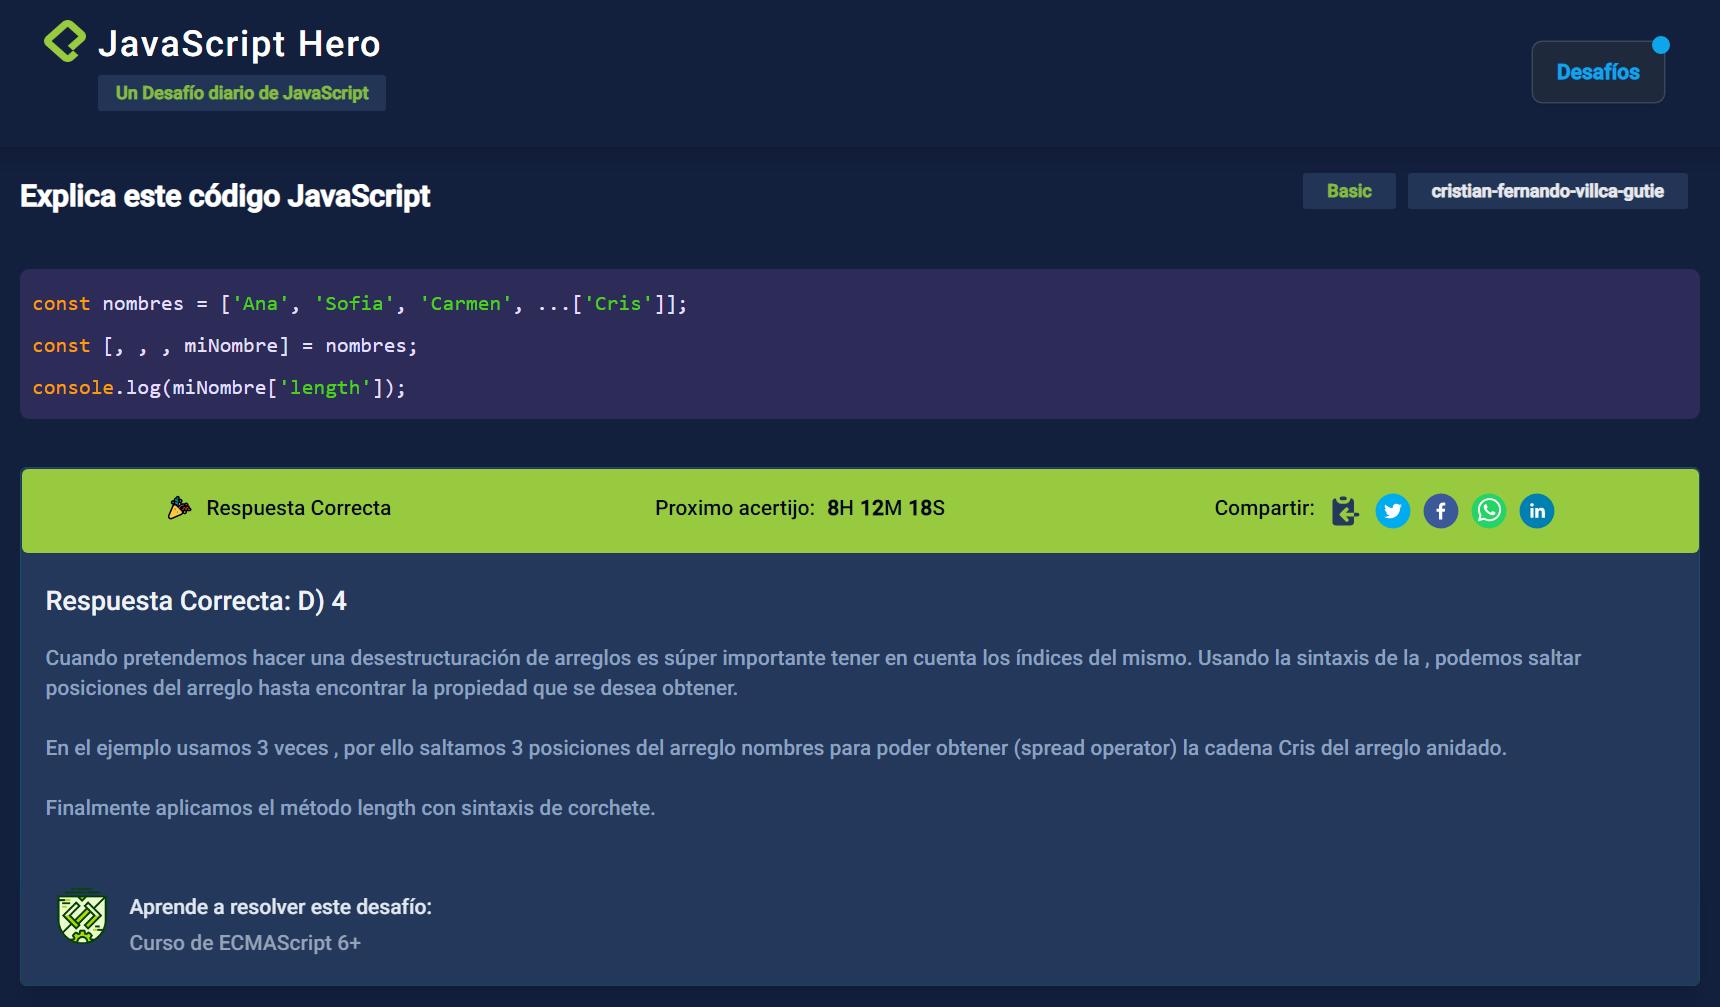 JavaScript Hero
Un Desafío diario de JavaScript
Desafíos
Explica este código JavaScript
Basic
cristian-fernando-villca-gutie
const nombres = ['Ana', 'Sofia', 'Carmen', ...['Cris']];
const [, , , miNombre] = nombres;
console.log(miNombre['length']);
Respuesta Correcta
Proximo acertijo: 8H 12M 18S
Compartir:
Respuesta Correcta: D) 4
Cuando pretendemos hacer una desestructuración de arreglos es súper importante tener en cuenta los índices del mismo. Usando la sintaxis de la , podemos saltar
posiciones del arreglo hasta encontrar la propiedad que se desea obtener.
En el ejemplo usamos 3 veces , por ello saltamos 3 posiciones del arreglo nombres para poder obtener (spread operator) la cadena Cris del arreglo anidado.
Finalmente aplicamos el método length con sintaxis de corchete.
Aprende a resolver este desafío:
Curso de ECMAScript 6+